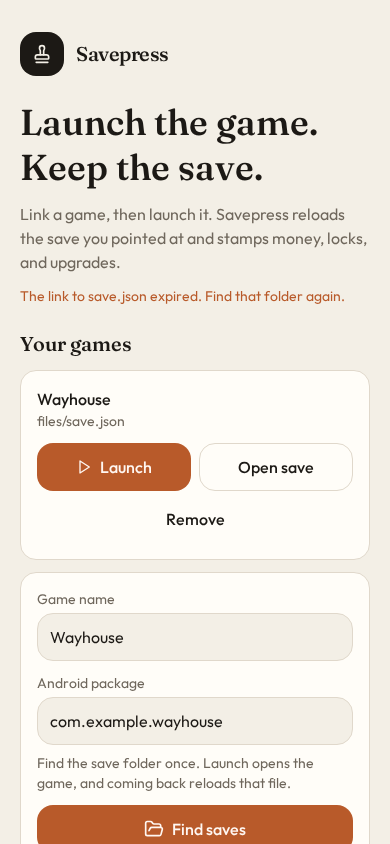 Savepress
Launch the game.
Keep the save.
Link a game, then launch it. Savepress reloads
the save you pointed at and stamps money, locks,
and upgrades.
The link to save.json expired. Find that folder again.
Your games
Wayhouse
files/save.json
Launch
Open save
Remove
Game name
Wayhouse
Android package
com.example.wayhouse
Find the save folder once. Launch opens the
game, and coming back reloads that file.
Find saves